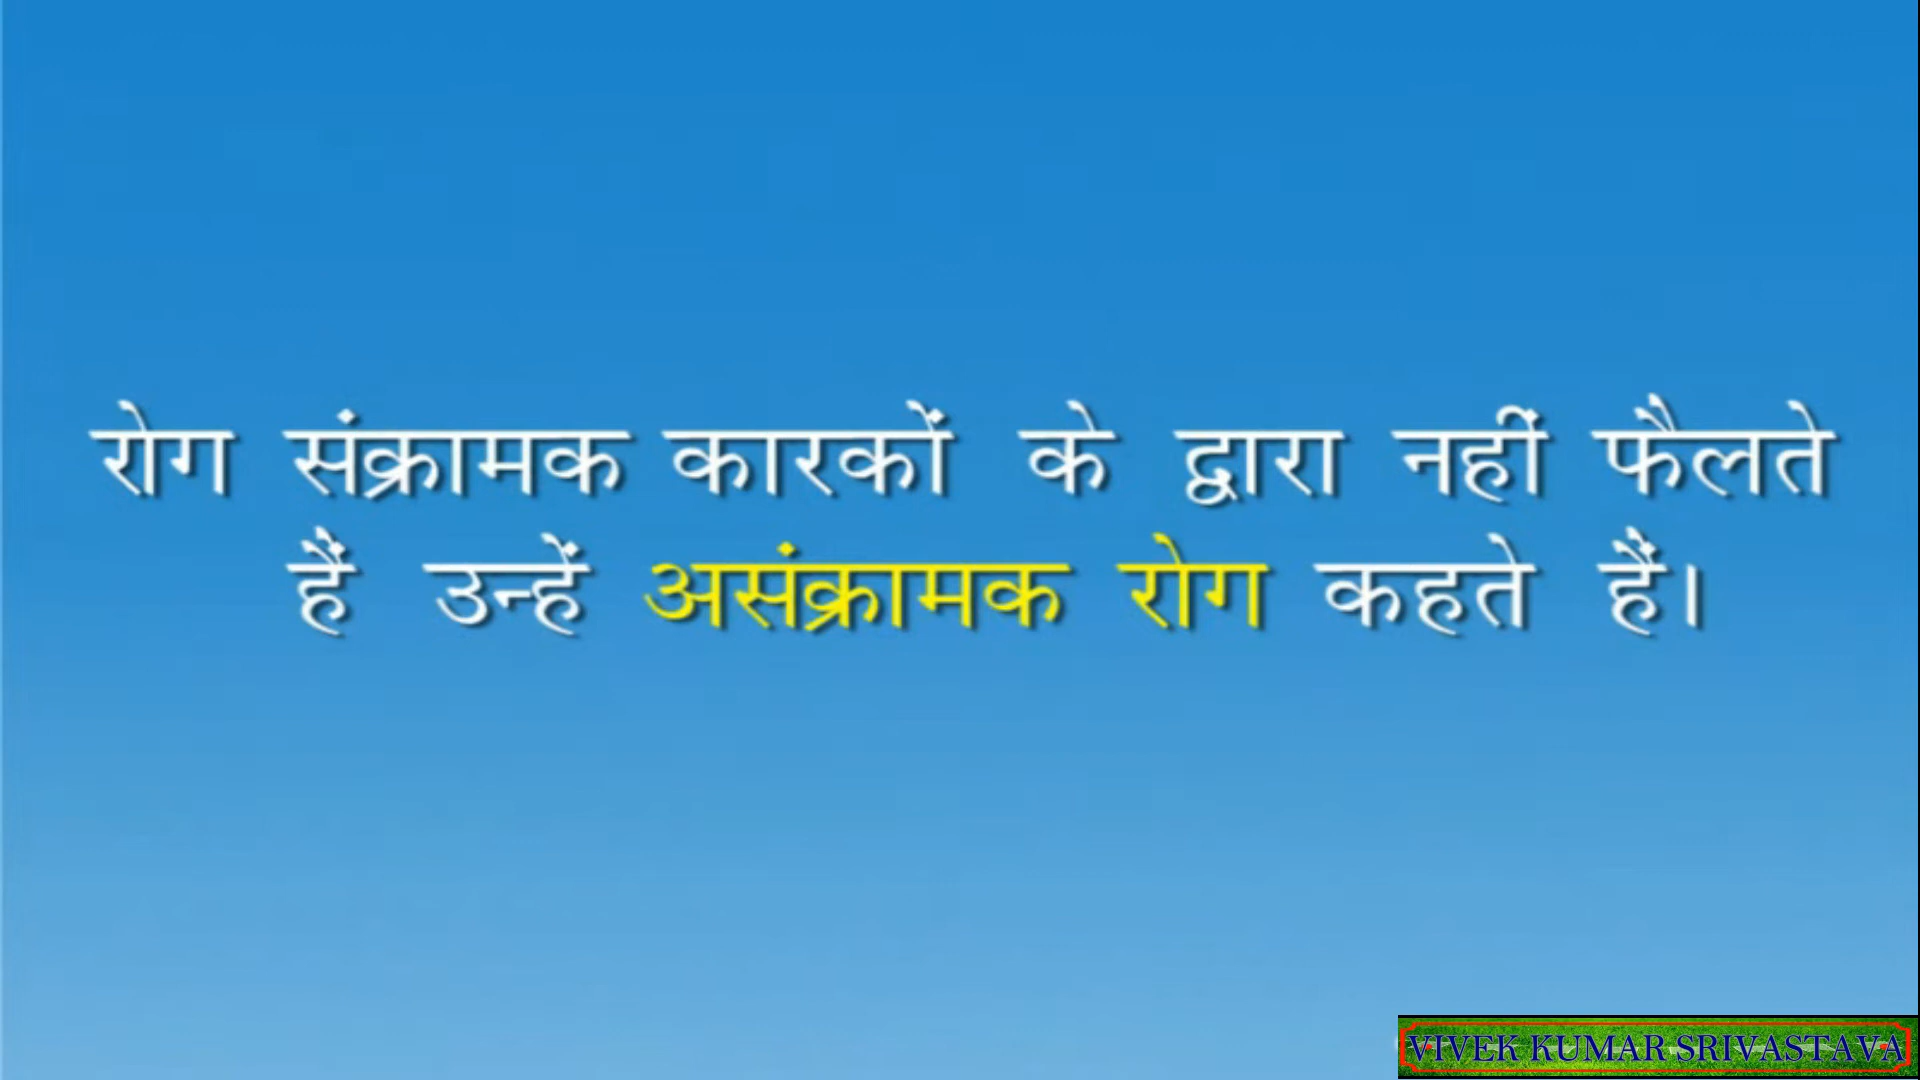 रोग संक्रामक कारकों के द्वारा नहीं फैलते
हैं उन्हें असंक्रामक रोग कहते हैं।
VIVEK KUMAR SRIVASTAVA